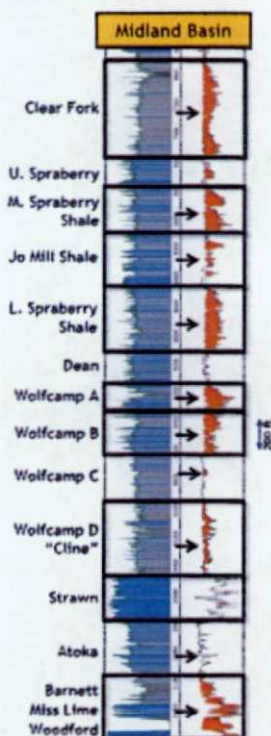 Midland Basin
Clear Fork
U. Spraberry
M. Spraberry
Shale
Jo Mill Shale
L. Spraberry
Shale
Dean
Wolfcamp A
Wolfcamp B
Wolfcamp C
Wolfcamp D
"Cline"
Strawn
Atoka
Barnett
Miss Lime
Woodford